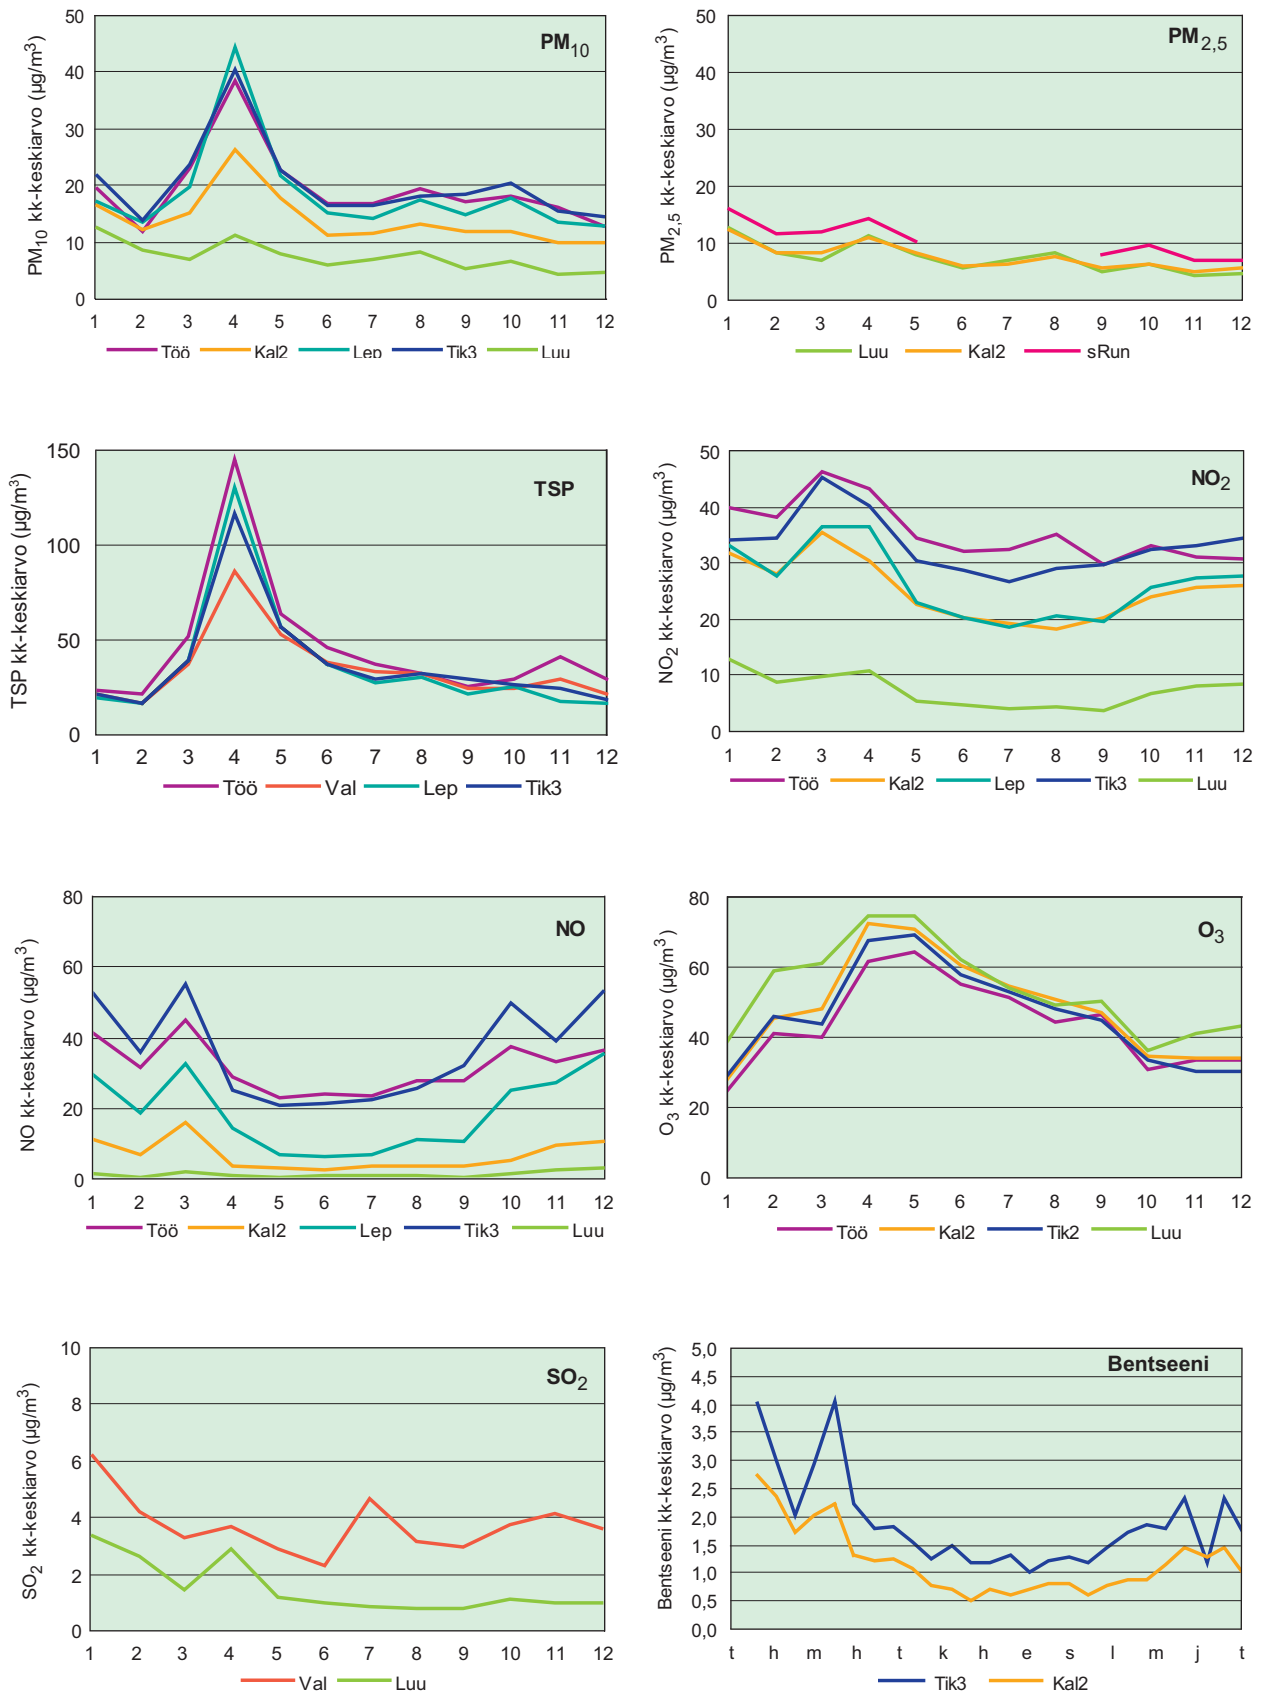 PM10
PM10 kk-keskiarvo (µg/m3)
50
40
30
20
10
0
1 2 3 4 5 6 7 8 9 10 11 12
Töö Kal2 Lep Tik3 Luu
PM2,5
PM2,5 kk-keskiarvo (µg/m3)
50
40
30
20
10
0
1 2 3 4 5 6 7 8 9 10 11 12
Luu Kal2 sRun
TSP
TSP kk-keskiarvo (µg/m3)
150
100
50
0
1 2 3 4 5 6 7 8 9 10 11 12
Töö Val Lep Tik3
NO2
NO2 kk-keskiarvo (µg/m3)
50
40
30
20
10
0
1 2 3 4 5 6 7 8 9 10 11 12
Töö Kal2 Lep Tik3 Luu
NO
NO kk-keskiarvo (µg/m3)
80
60
40
20
0
1 2 3 4 5 6 7 8 9 10 11 12
Töö Kal2 Lep Tik3 Luu
O3
O3 kk-keskiarvo (µg/m3)
80
60
40
20
0
1 2 3 4 5 6 7 8 9 10 11 12
Töö Kal2 Tik2 Luu
SO2
SO2 kk-keskiarvo (µg/m3)
10
8
6
4
2
0
1 2 3 4 5 6 7 8 9 10 11 12
Val Luu
Bentseeni
Bentseeni kk-keskiarvo (µg/m3)
5,0
4,5
4,0
3,5
3,0
2,5
2,0
1,5
1,0
0,5
0,0
t h m h t k h e s l m j t
Tik3 Kal2